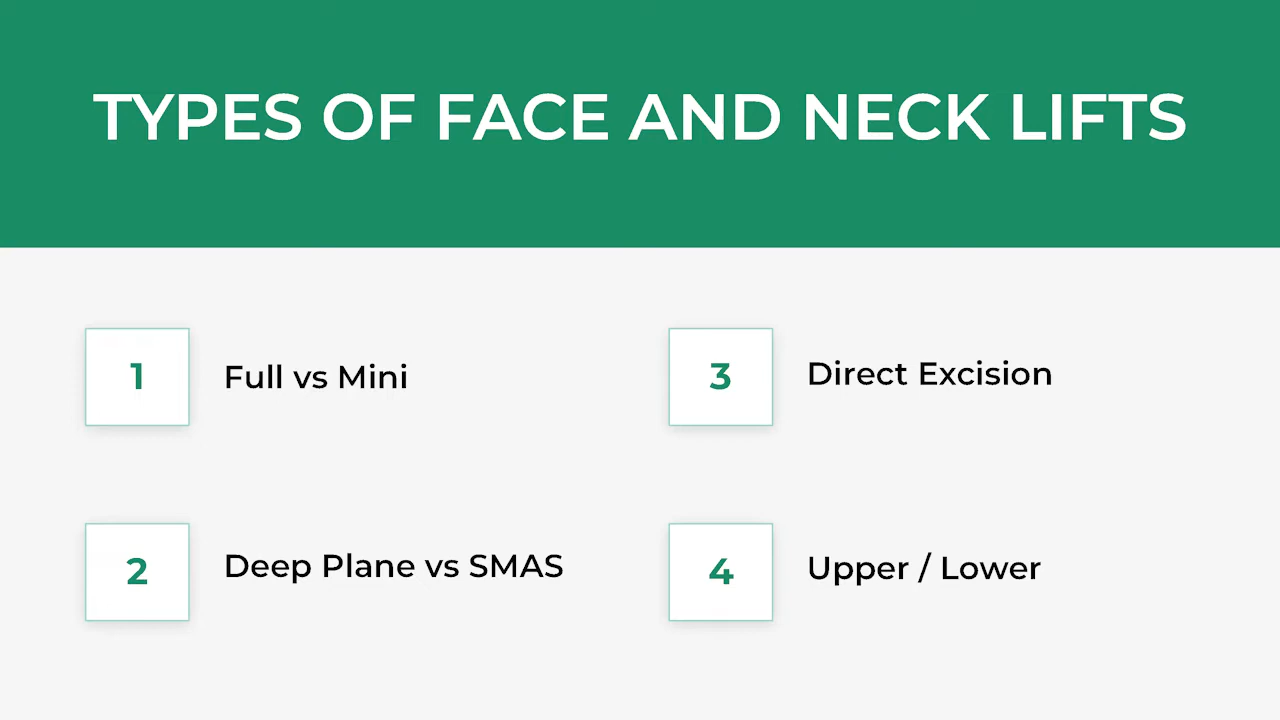 TYPES OF FACE AND NECK LIFTS
1
Full vs Mini
2
Deep Plane vs SMAS
3
Direct Excision
4
Upper / Lower